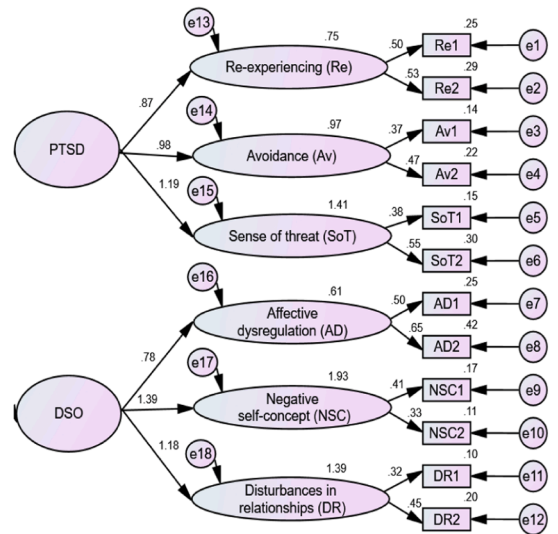 e13
.75
.25
.50
Re1
e1
Re-experiencing (Re)
.29
.53
Re2
e2
.87
e14
.14
.97
.37
Av1
e3
PTSD
.98
Avoidance (Av)
.22
.47
Av2
e4
1.19
e15
.15
1.41
.38
SoT1
e5
Sense of threat (SoT)
.30
.55
SoT2
e6
e16
.61
.25
.50
AD1
e7
Affective
dysregulation (AD)
.42
.65
AD2
e8
.78
e17
.17
1.93
.41
NSC1
e9
DSO
1.39
Negative
self-concept (NSC)
.11
.33
NSC2
e10
1.18
e18
.10
1.39
.32
DR1
e11
Disturbances in
relationships (DR)
.20
.45
DR2
e12